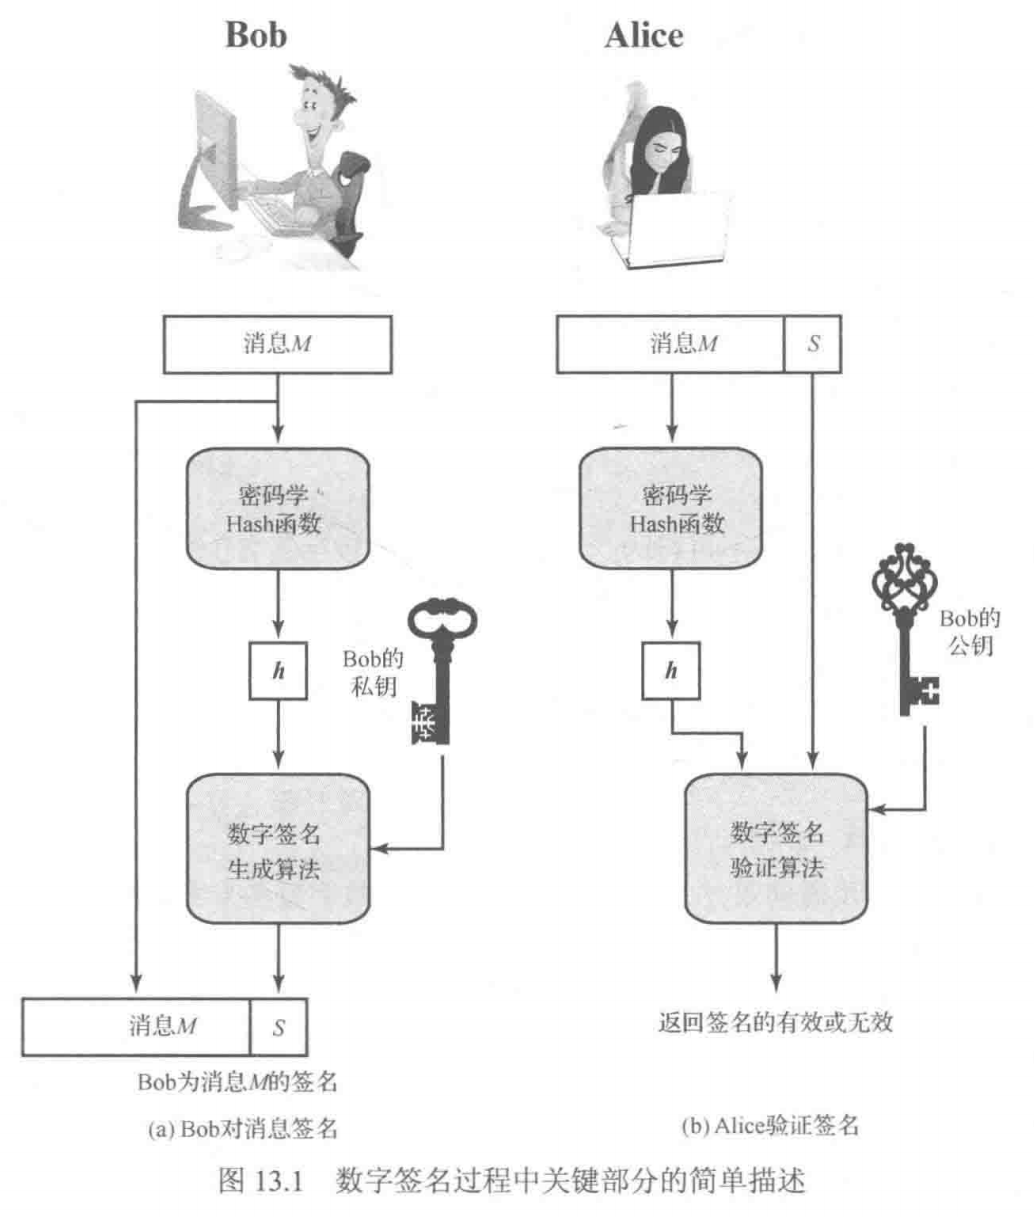 Bob
消息M
密码学
Hash函数
h
Bob的
私钥
数字签名
生成算法
消息M S
Bob为消息M的签名
(a) Bob对消息签名
Alice
消息M S
密码学
Hash函数
h
Bob的
公钥
数字签名
验证算法
返回签名的有效或无效
(b) Alice验证签名
图 13.1 数字签名过程中关键部分的简单描述